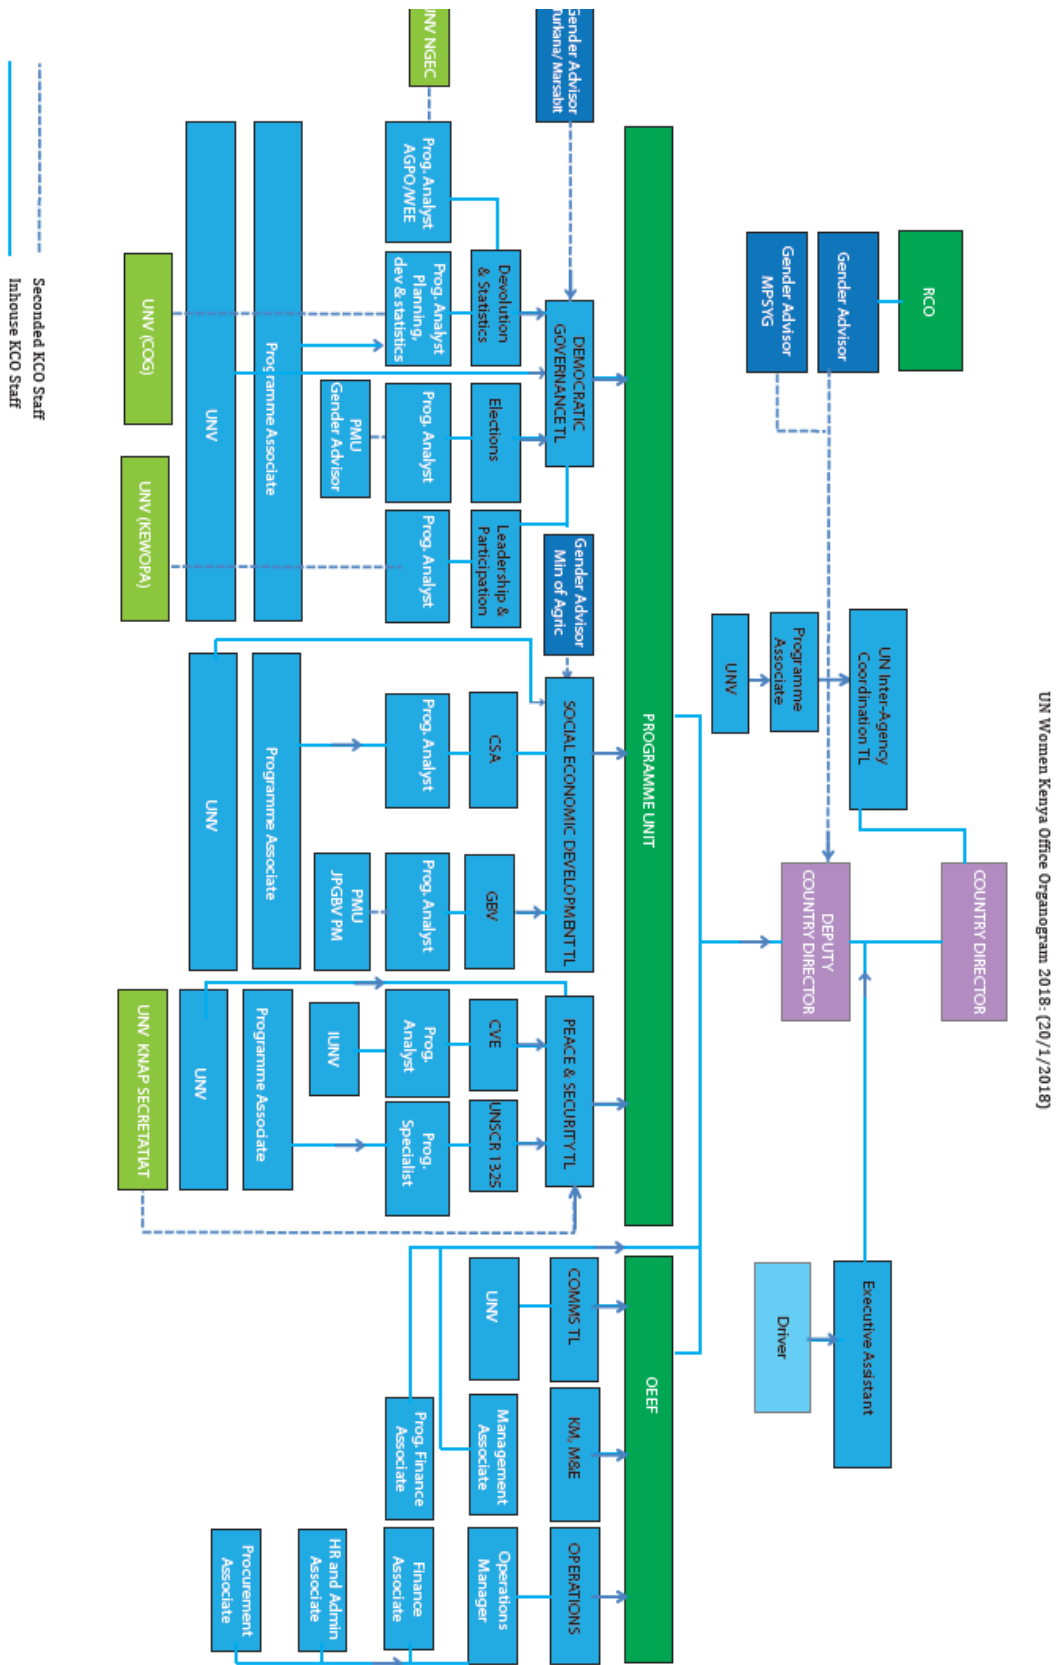 UN Women Kenya Office Organogram 2018: (20/1/2018)
COUNTRY DIRECTOR
RCO
Gender Advisor
Gender Advisor
MPSYG
UN Inter-Agency
Coordination TL
Programme
Associate
UNV
DEPUTY
COUNTRY DIRECTOR
Executive Assistant
Driver
PROGRAMME UNIT
OEEF
Gender Advisor
Turkana/ Marsabit
DEMOCRATIC
GOVERNANCE TL
Gender Advisor
Min of Agric
SOCIAL ECONOMIC DEVELOPMENT TL
PEACE & SECURITY TL
COMMS TL
KM, M&E
OPERATIONS
Devolution
& Statistics
Elections
Leadership &
Participation
CSA
GBV
CVE
UNSCR 1325
UNV
Management
Associate
Operations
Manager
UNV NGEC
Prog. Analyst
AGPO/WEE
Prog. Analyst
Planning,
dev & statistics
Prog. Analyst
Prog. Analyst
Prog. Analyst
Prog. Analyst
Prog.
Analyst
Prog.
Specialist
Prog. Finance
Associate
Finance
Associate
PMU
Gender Advisor
PMU
JPGBV PM
IUNV
HR and Admin
Associate
Programme Associate
Programme Associate
Programme Associate
Procurement
Associate
UNV
UNV
UNV
UNV (COG)
UNV (KEWOPA)
UNV KNAP SECRETATIAT
Seconded KCO Staff
Inhouse KCO Staff